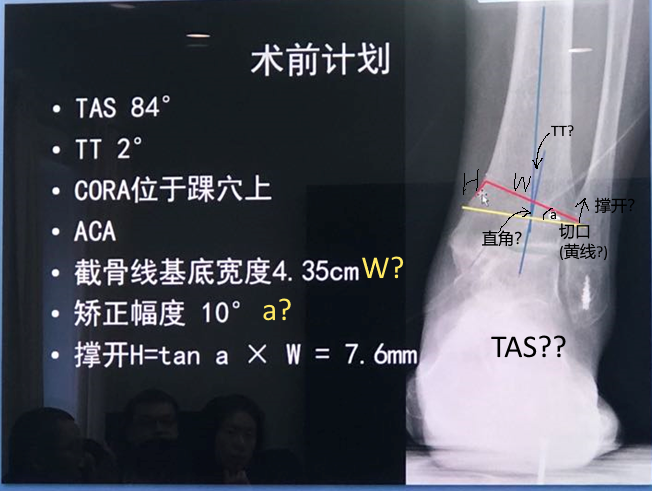 术前计划
• TAS 84°
• TT 2°
• CORA位于踝穴上
• ACA
• 截骨线基底宽度4.35cm W?
• 矫正幅度 10° a?
• 撑开H=tan a × W = 7.6mm
TT?
H W
a 撑开?
直角? 切口
(黄线?)
TAS??